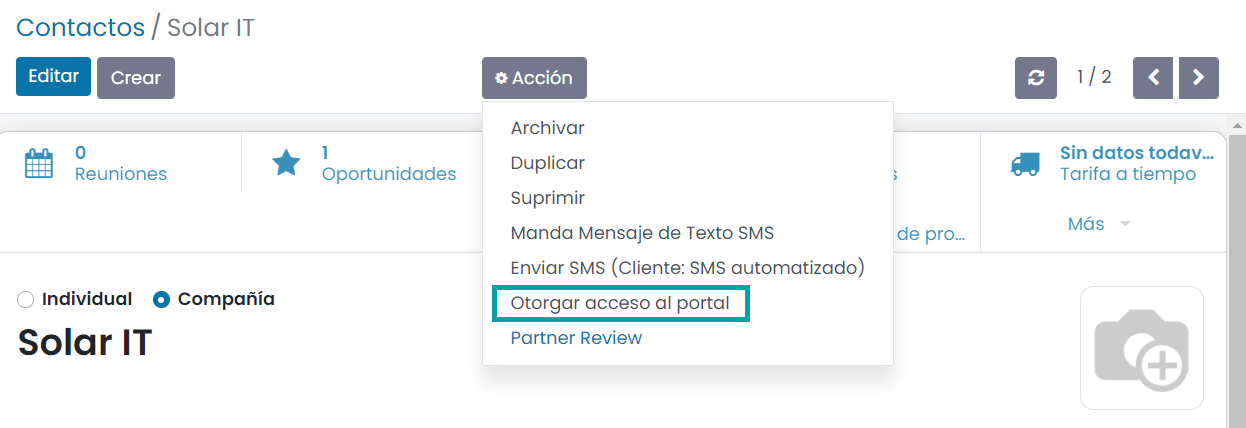 Contactos / Solar IT
Editar Crear Acción 1 / 2
Archivar
Duplicar
Suprimir
Manda Mensaje de Texto SMS
Enviar SMS (Cliente: SMS automatizado)
Otorgar acceso al portal
Partner Review
0
Reuniones
1
Oportunidades
s
de pro...
Sin datos todav...
Tarifa a tiempo
Más
Individual Compañía
Solar IT